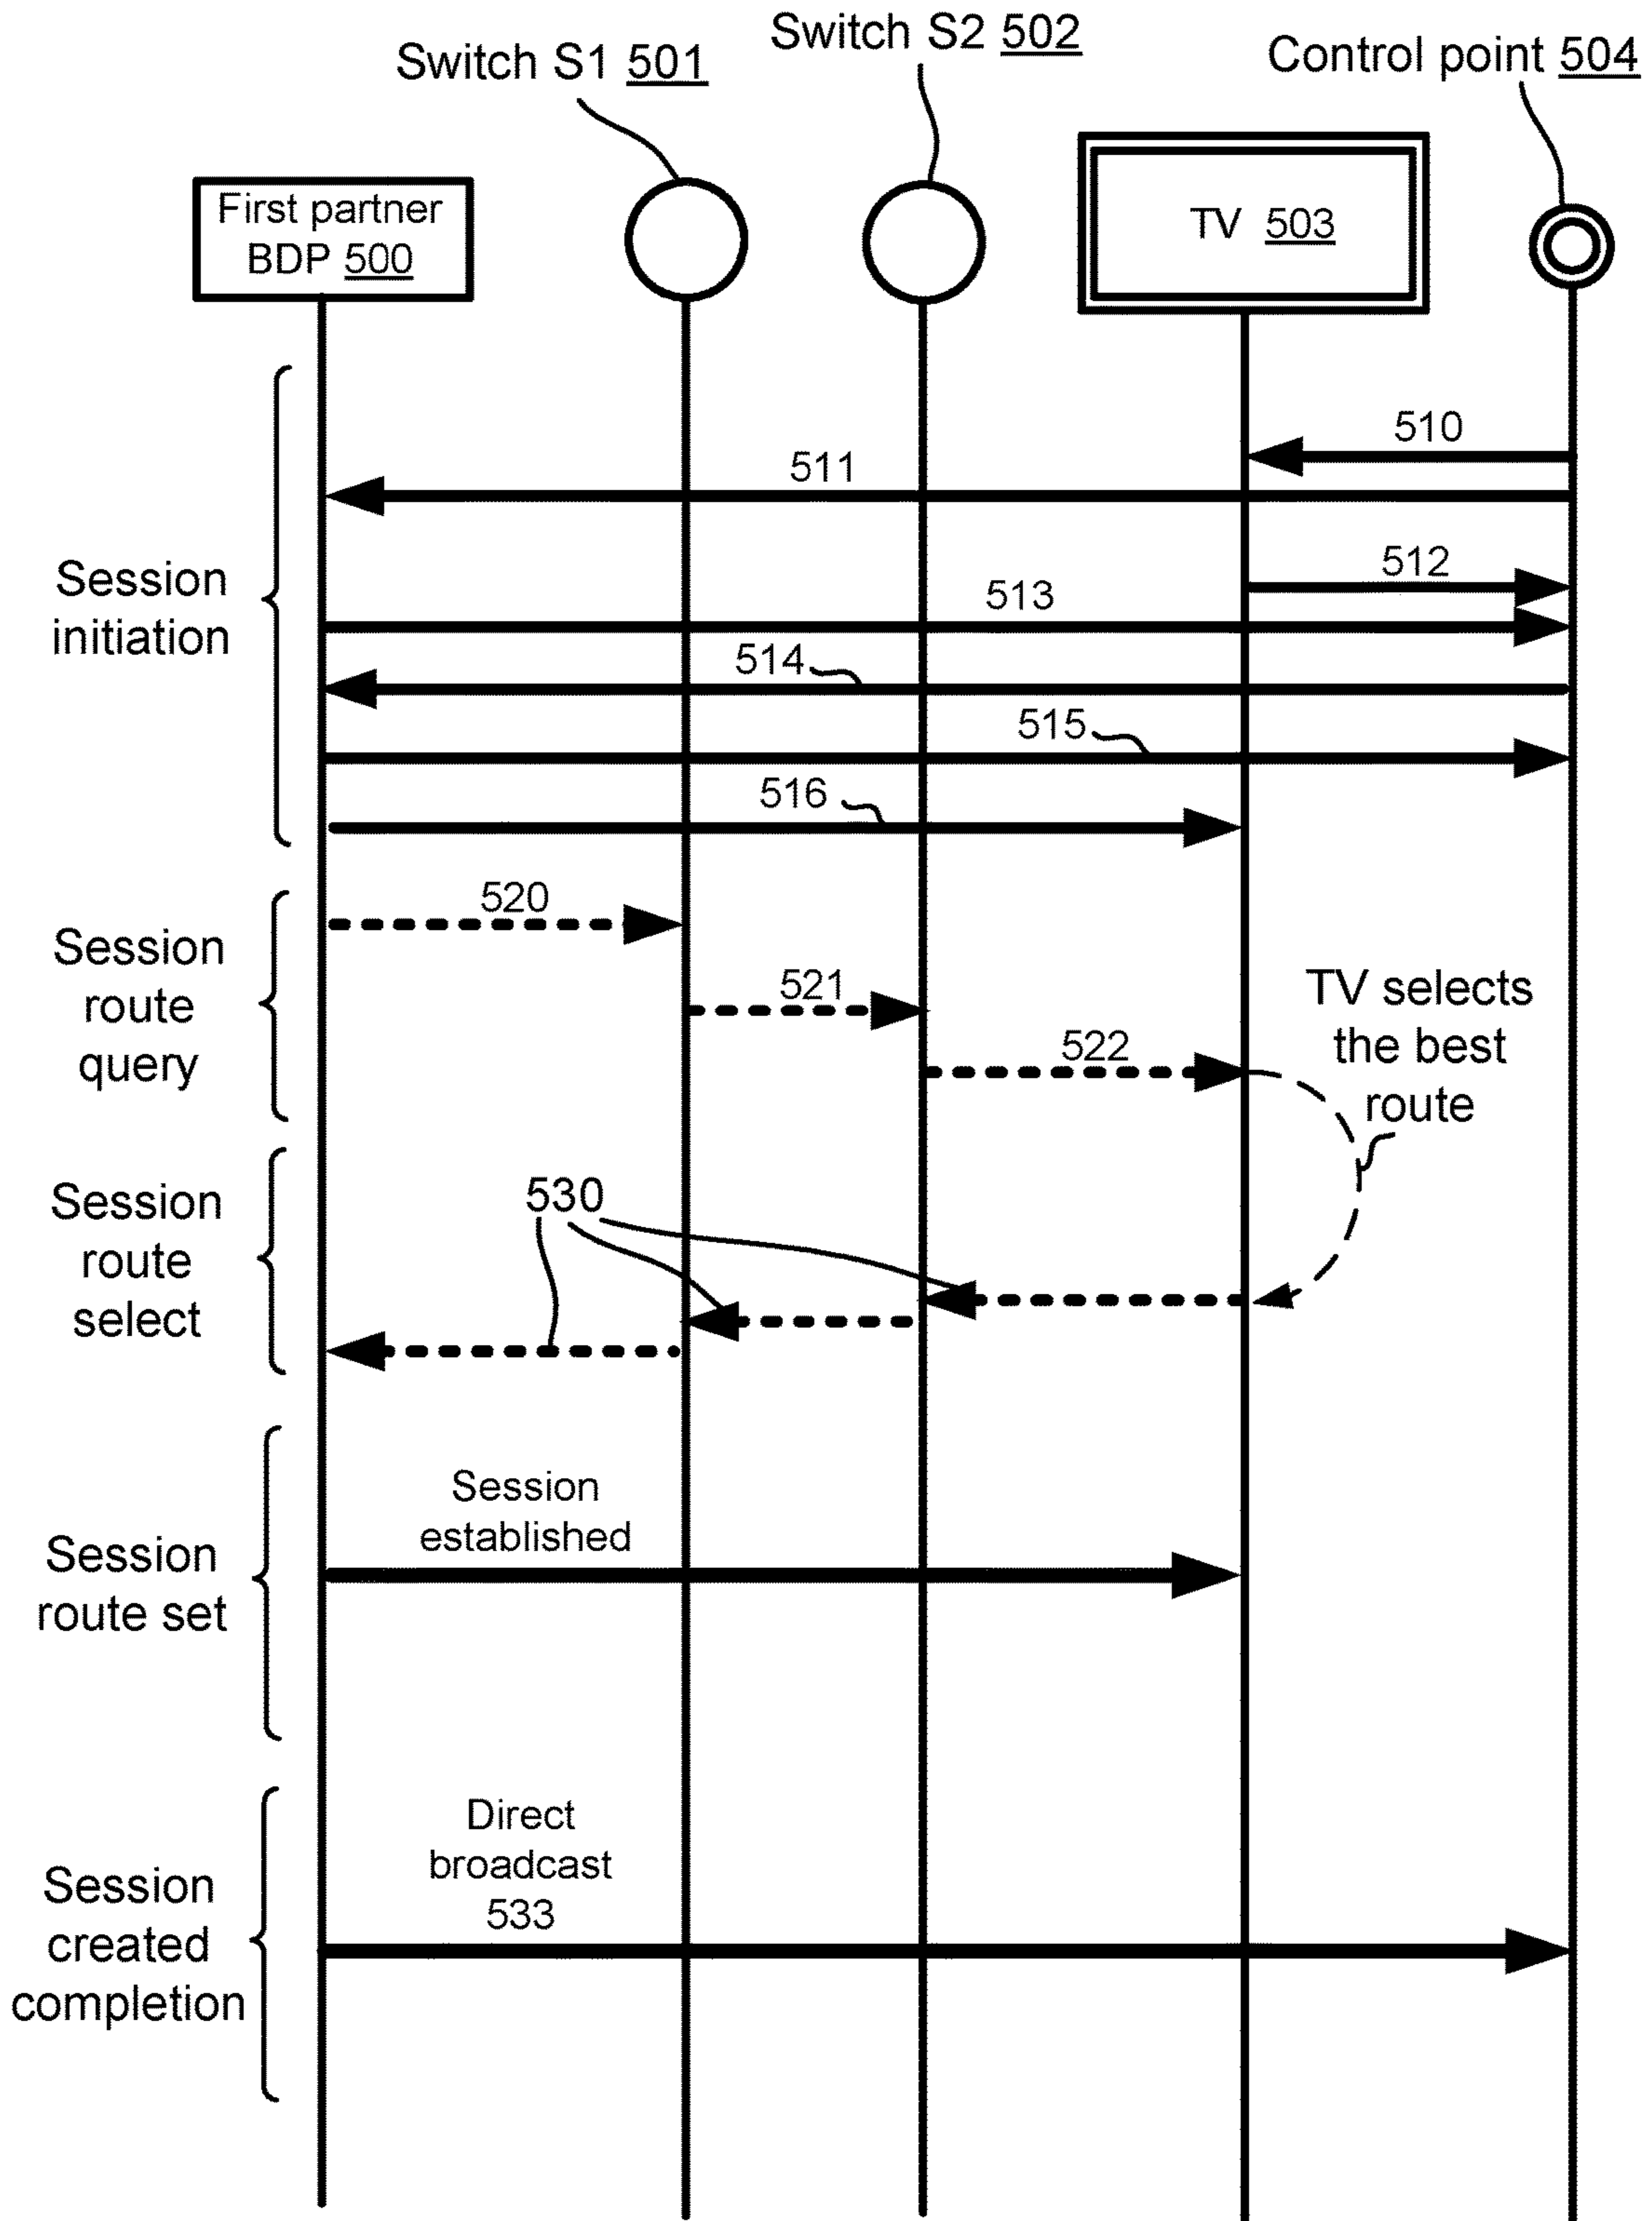 Switch S1 501
Switch S2 502
Control point 504
First partner
BDP 500
TV 503
510
511
512
513
514
515
516
Session
initiation
520
521
522
Session
route
query
TV selects
the best
route
530
Session
route
select
Session
established
Session
route set
Direct
broadcast
533
Session
created
completion